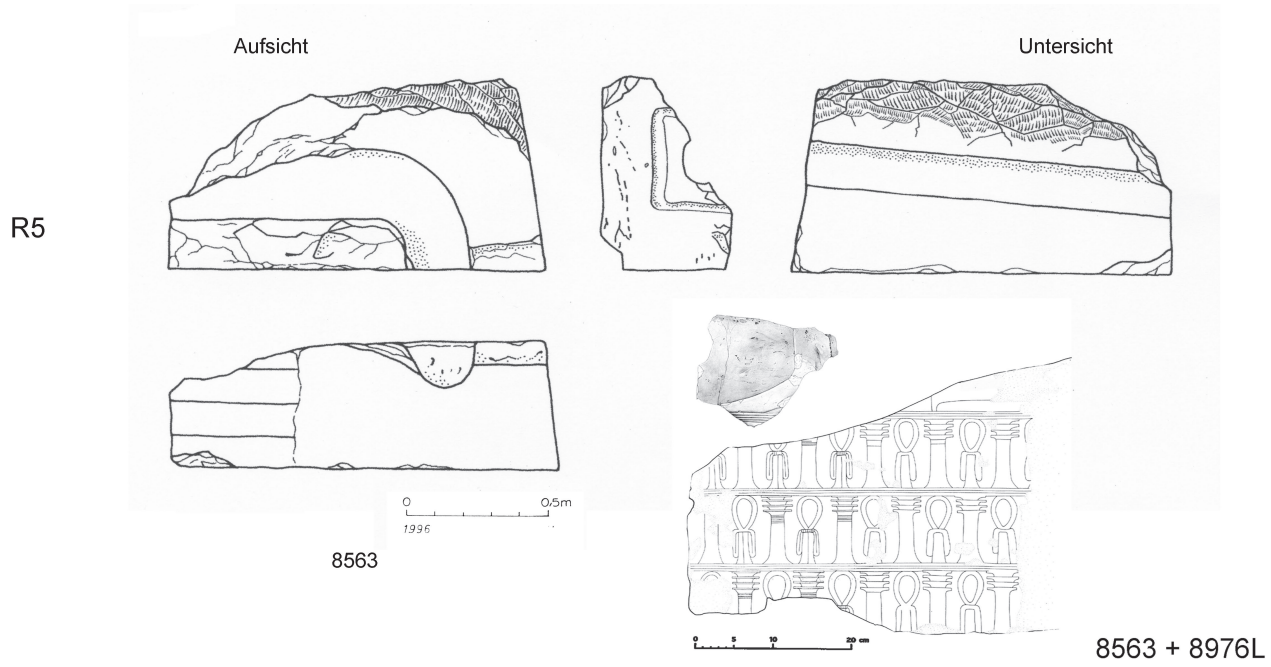 Aufsicht
Untersicht
R5
0 0,5m
1996
8563
0 5 10 20 cm
8563 + 8976L